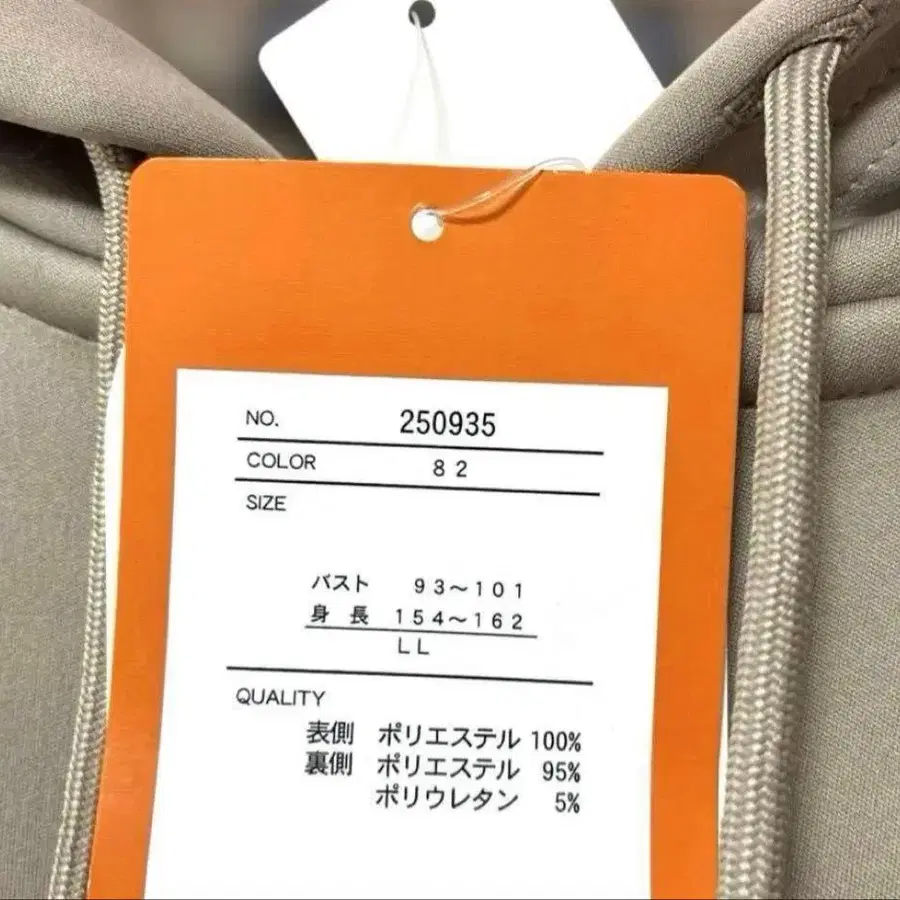 NO. 250935
COLOR 82
SIZE
バスト 93～101
身 長 154～162
LL
QUALITY
表側 ポリエステル 100%
裏側 ポリエステル 95%
ポリウレタン 5%